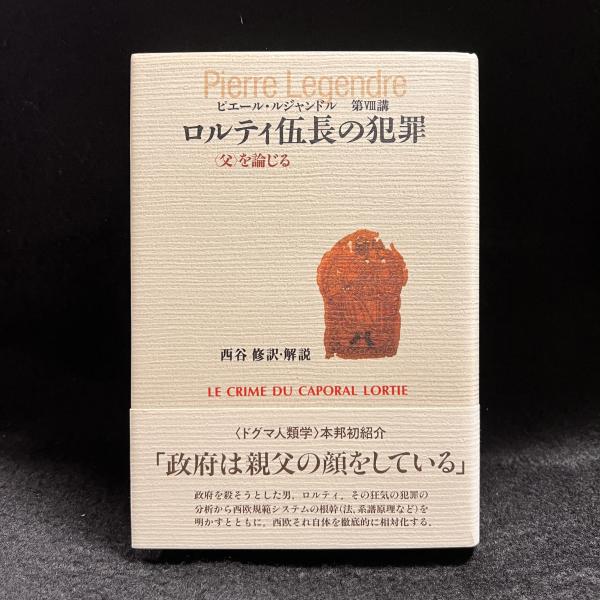 Pierre Legendre
ピエール・ルジャンドル 第Ⅷ講
ロルティ伍長の犯罪
〈父〉を論じる
西谷 修訳・解説
LE CRIME DU CAPORAL LORTIE
〈ドグマ人類学〉本邦初紹介
「政府は親父の顔をしている」
政府を殺そうとした男，ロルティ，その狂気の犯罪の
分析から西欧規範システムの根幹（法，系譜原理など）を
明かすとともに，西欧それ自体を徹底的に相対化する．